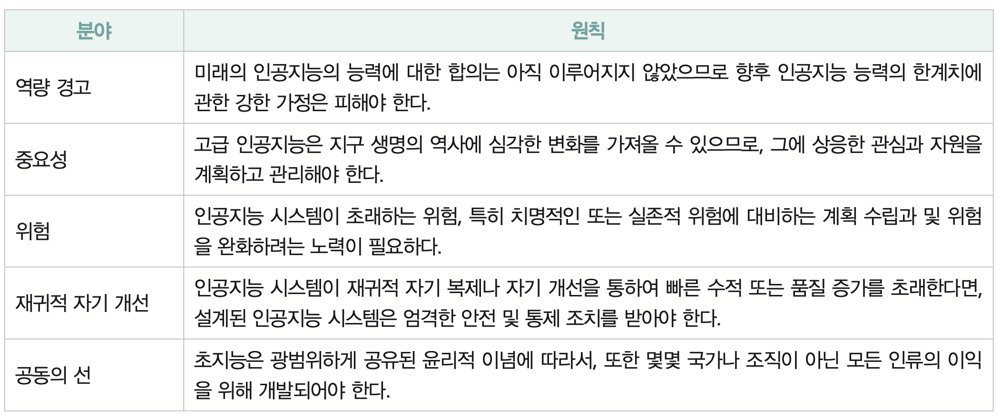 분야
원칙
역량 경고
미래의 인공지능의 능력에 대한 합의는 아직 이루어지지 않았으므로 향후 인공지능 능력의 한계치에
관한 강한 가정은 피해야 한다.
중요성
고급 인공지능은 지구 생명의 역사에 심각한 변화를 가져올 수 있으므로, 그에 상응한 관심과 자원을
계획하고 관리해야 한다.
위험
인공지능 시스템이 초래하는 위험, 특히 치명적인 또는 실존적 위험에 대비하는 계획 수립과 및 위험
을 완화하려는 노력이 필요하다.
재귀적 자기 개선
인공지능 시스템이 재귀적 자기 복제나 자기 개선을 통하여 빠른 수적 또는 품질 증가를 초래한다면,
설계된 인공지능 시스템은 엄격한 안전 및 통제 조치를 받아야 한다.
공동의 선
초지능은 광범위하게 공유된 윤리적 이념에 따라서, 또한 몇몇 국가나 조직이 아닌 모든 인류의 이익
을 위해 개발되어야 한다.